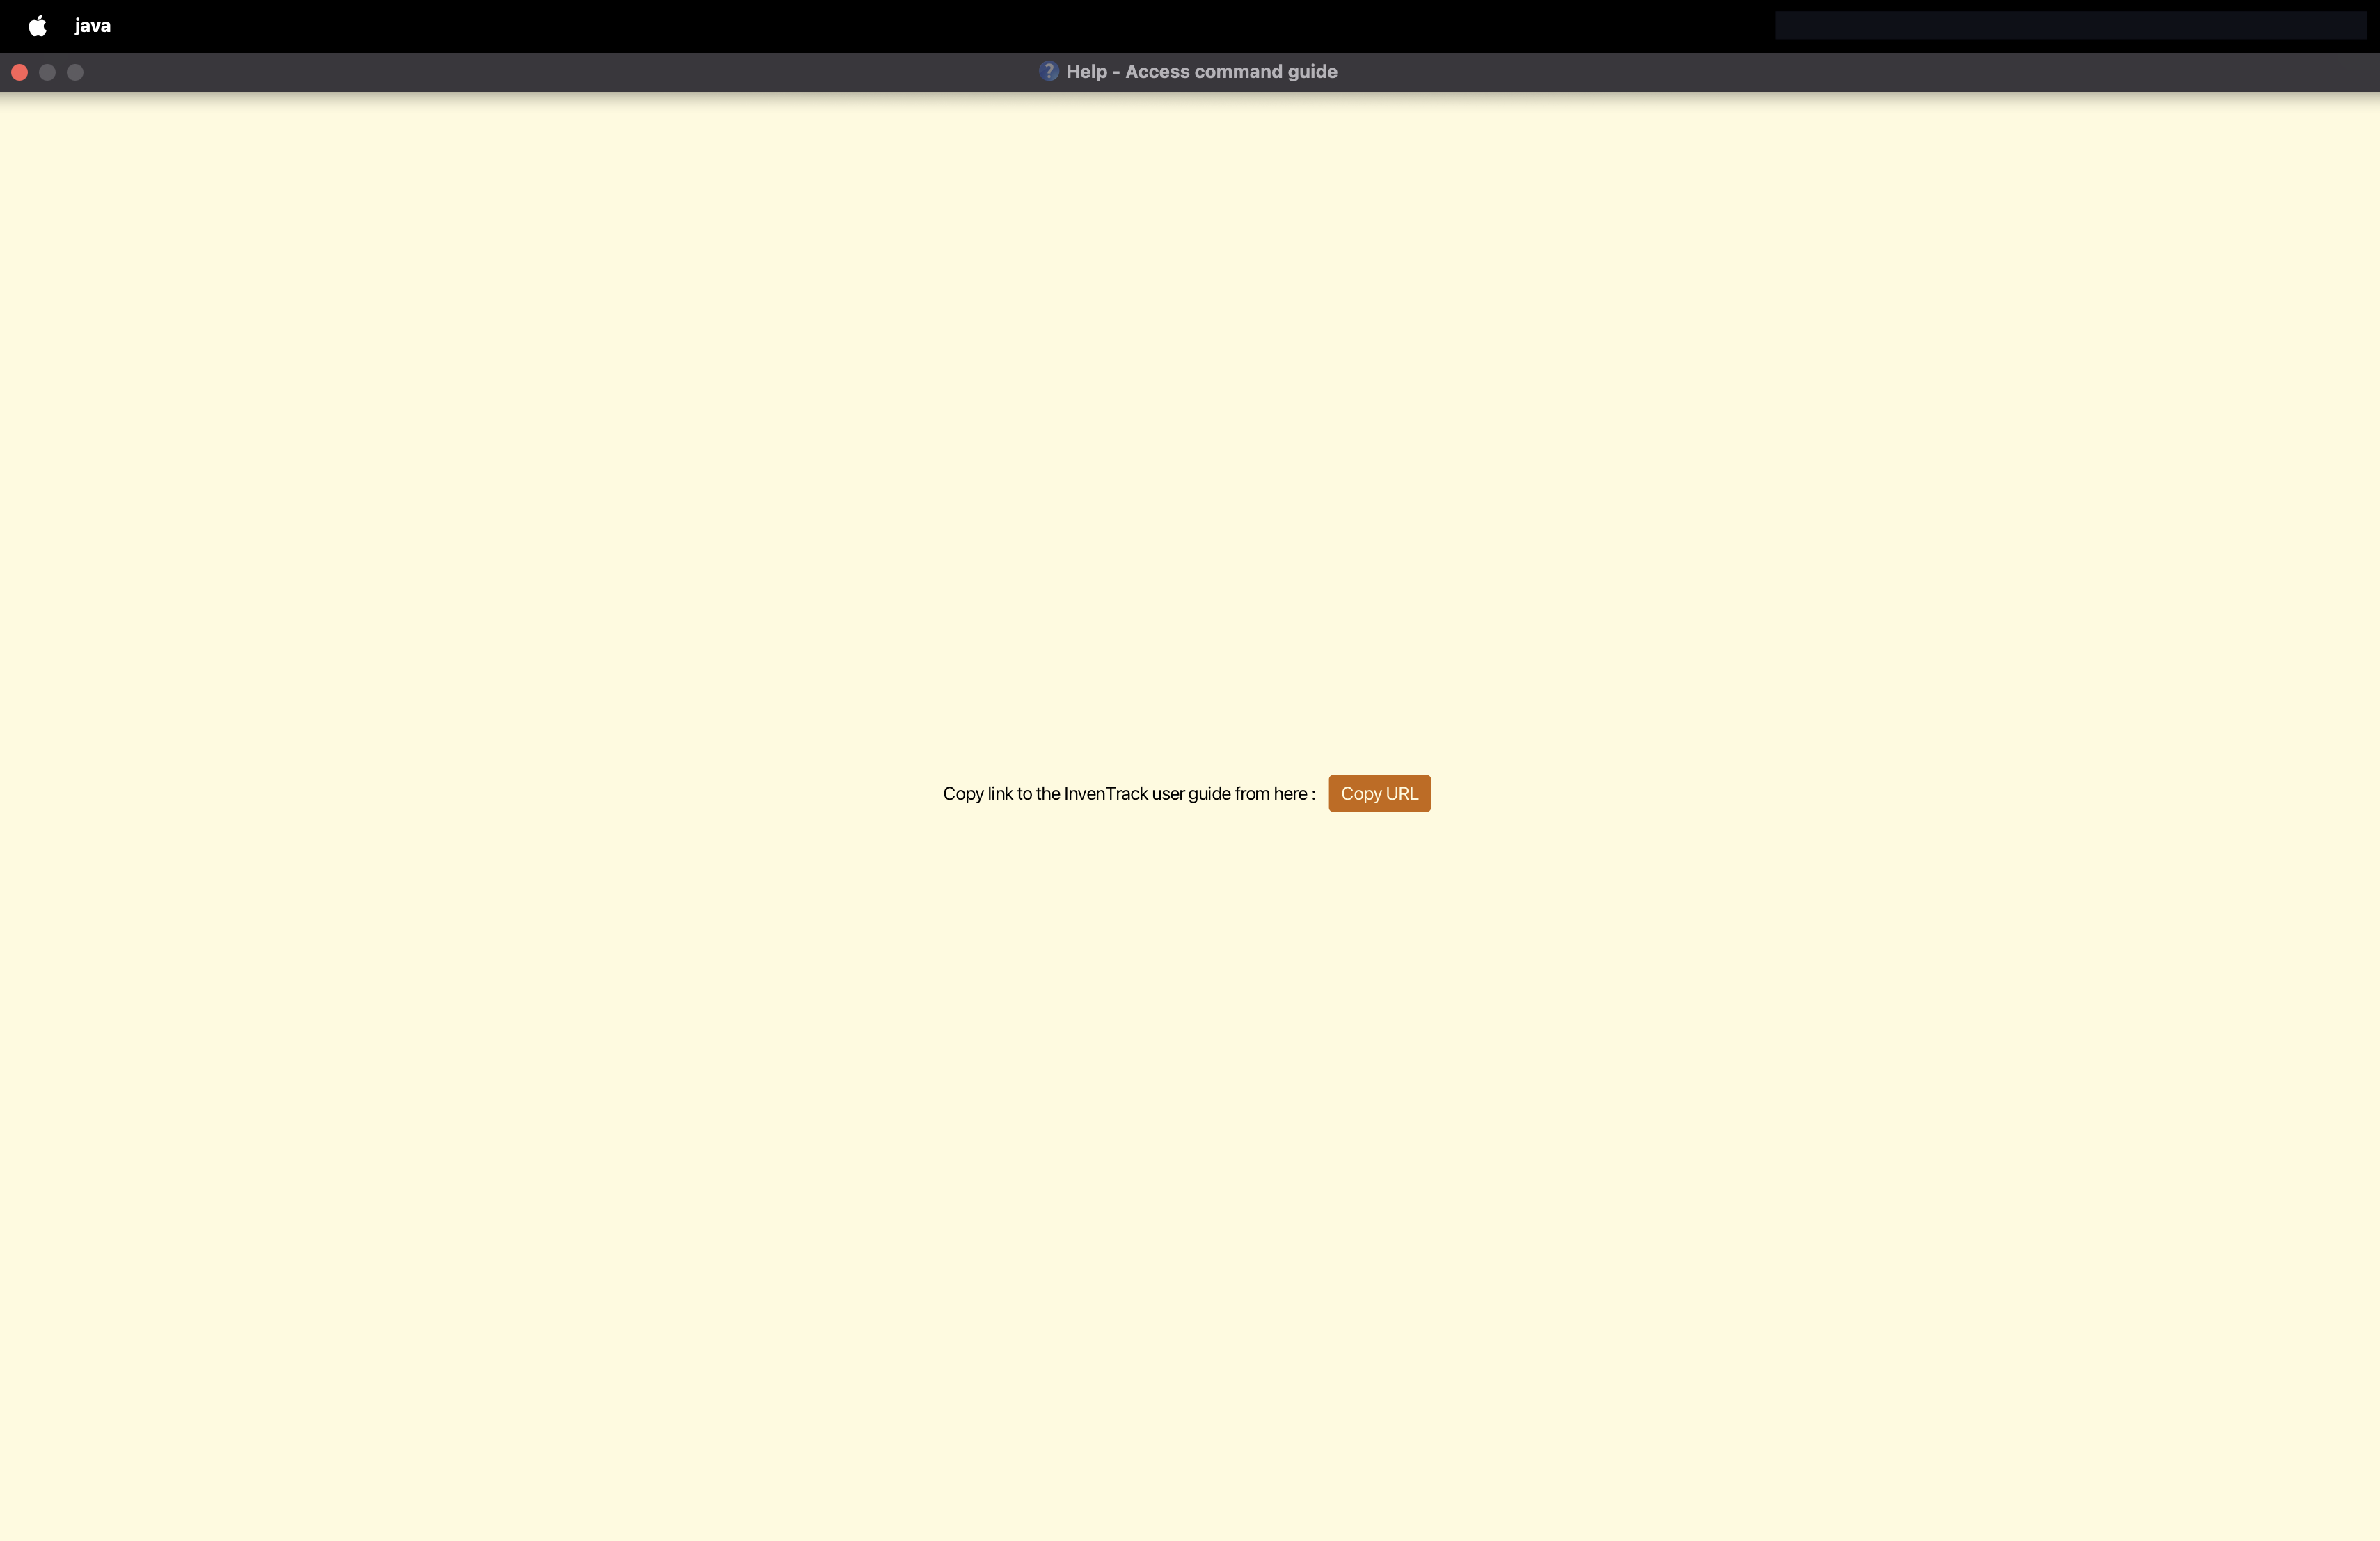 java
Help - Access command guide
Copy link to the InvenTrack user guide from here : Copy URL